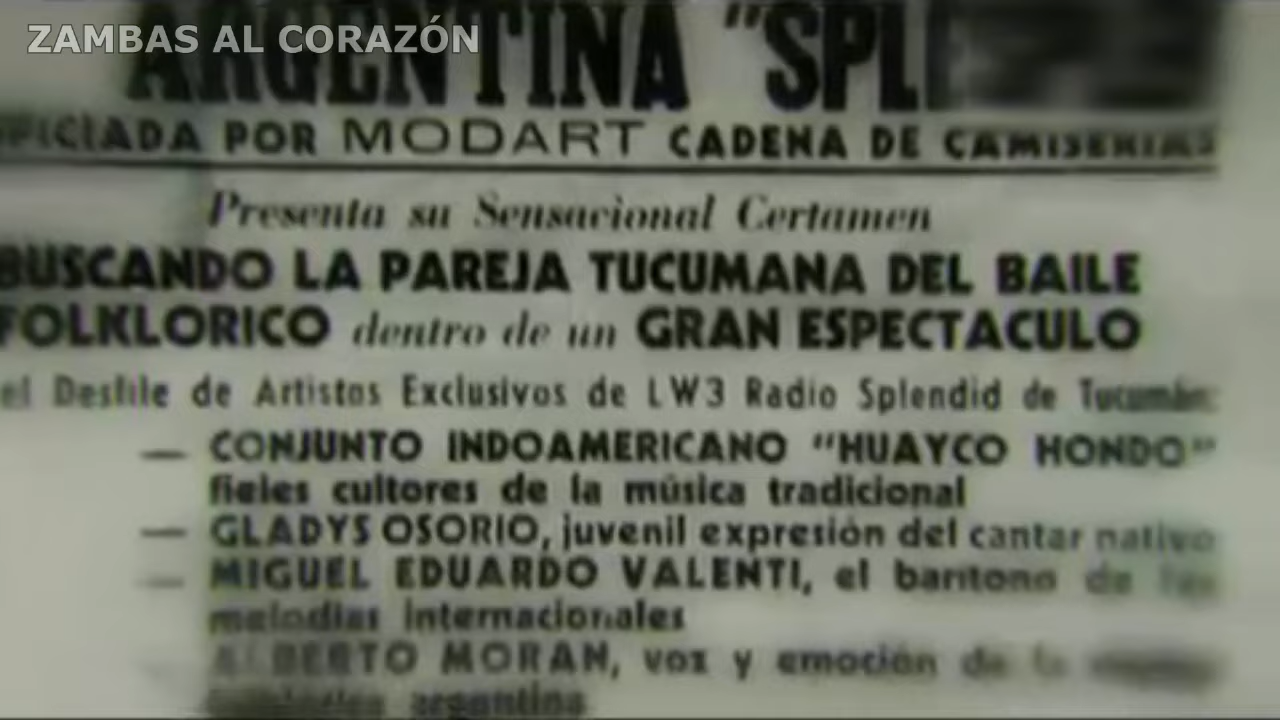 ZAMBAS AL CORAZÓN
ARGENTINA "SPL
FICIADA POR MODART CADENA DE CAMISERIAS
Presenta su Sensacional Certamen
BUSCANDO LA PAREJA TUCUMANA DEL BAILE
FOLKLORICO dentro de un GRAN ESPECTACULO
el Desfile de Artistas Exclusivos de LW3 Radio Splendid de Tucumán:
— CONJUNTO INDOAMERICANO "HUAYCO HONDO"
fieles cultores de la música tradicional
— GLADYS OSORIO, juvenil expresión del cantar nativo
— MIGUEL EDUARDO VALENTI, el barítono de las
melodías internacionales
ALBERTO MORAN, voz y emoción de la
argentina